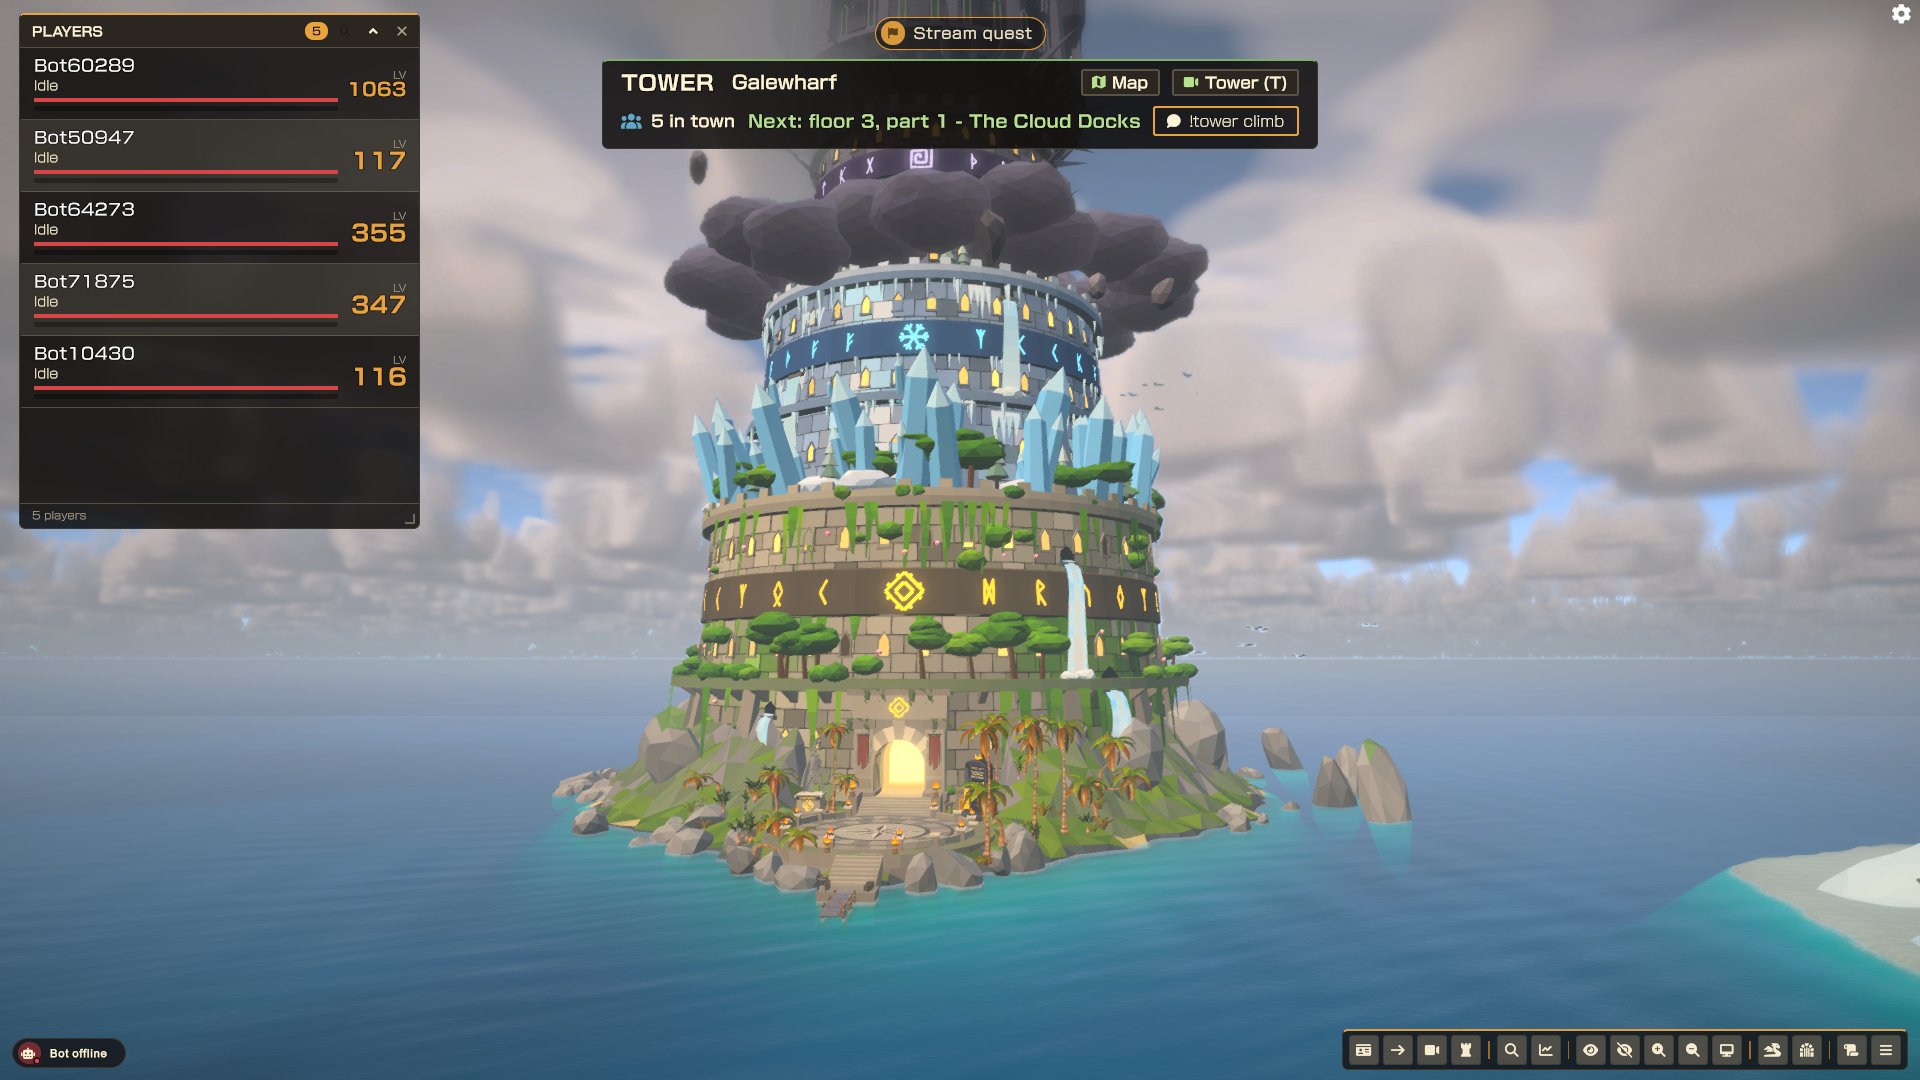 PLAYERS
5
Bot60289
Idle
LV
1063
Bot50947
Idle
LV
117
Bot64273
Idle
LV
355
Bot71875
Idle
LV
347
Bot10430
Idle
LV
116
5 players
Stream quest
TOWER Galewharf
Map
Tower (T)
5 in town Next: floor 3, part 1 - The Cloud Docks
!tower climb
Bot offline